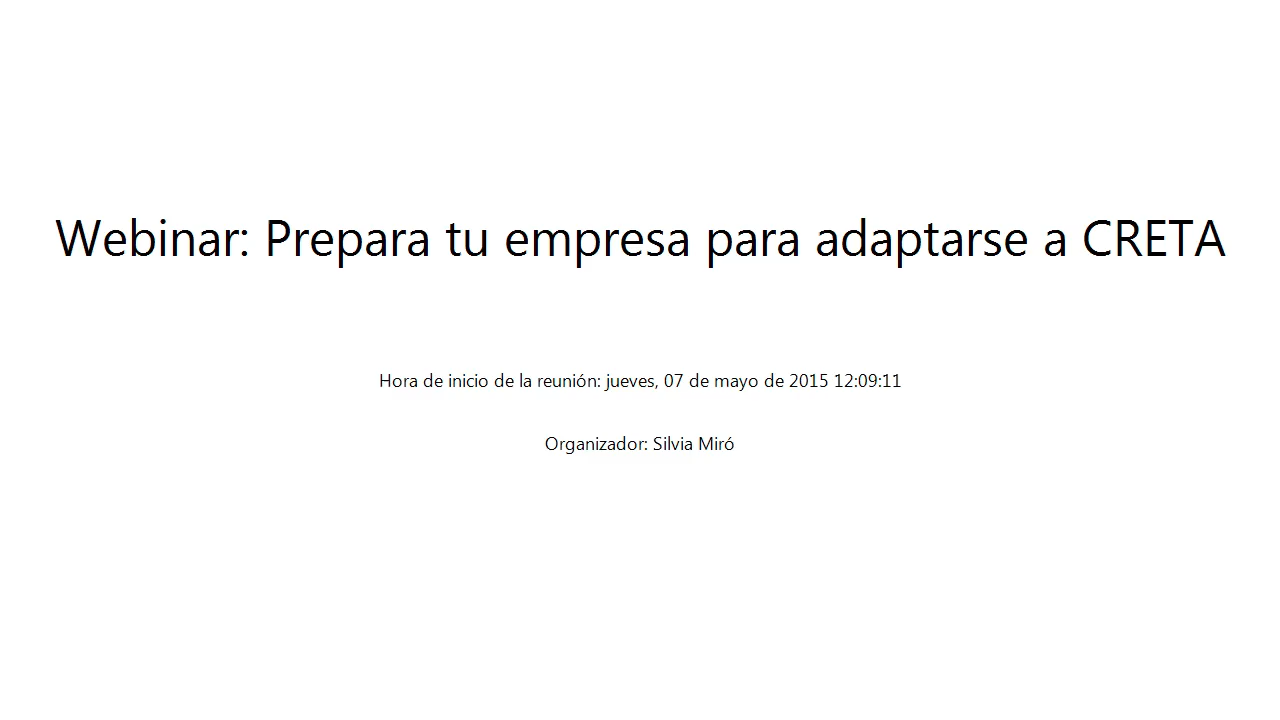 Webinar: Prepara tu empresa para adaptarse a CRETA
Hora de inicio de la reunión: jueves, 07 de mayo de 2015 12:09:11
Organizador: Silvia Miró